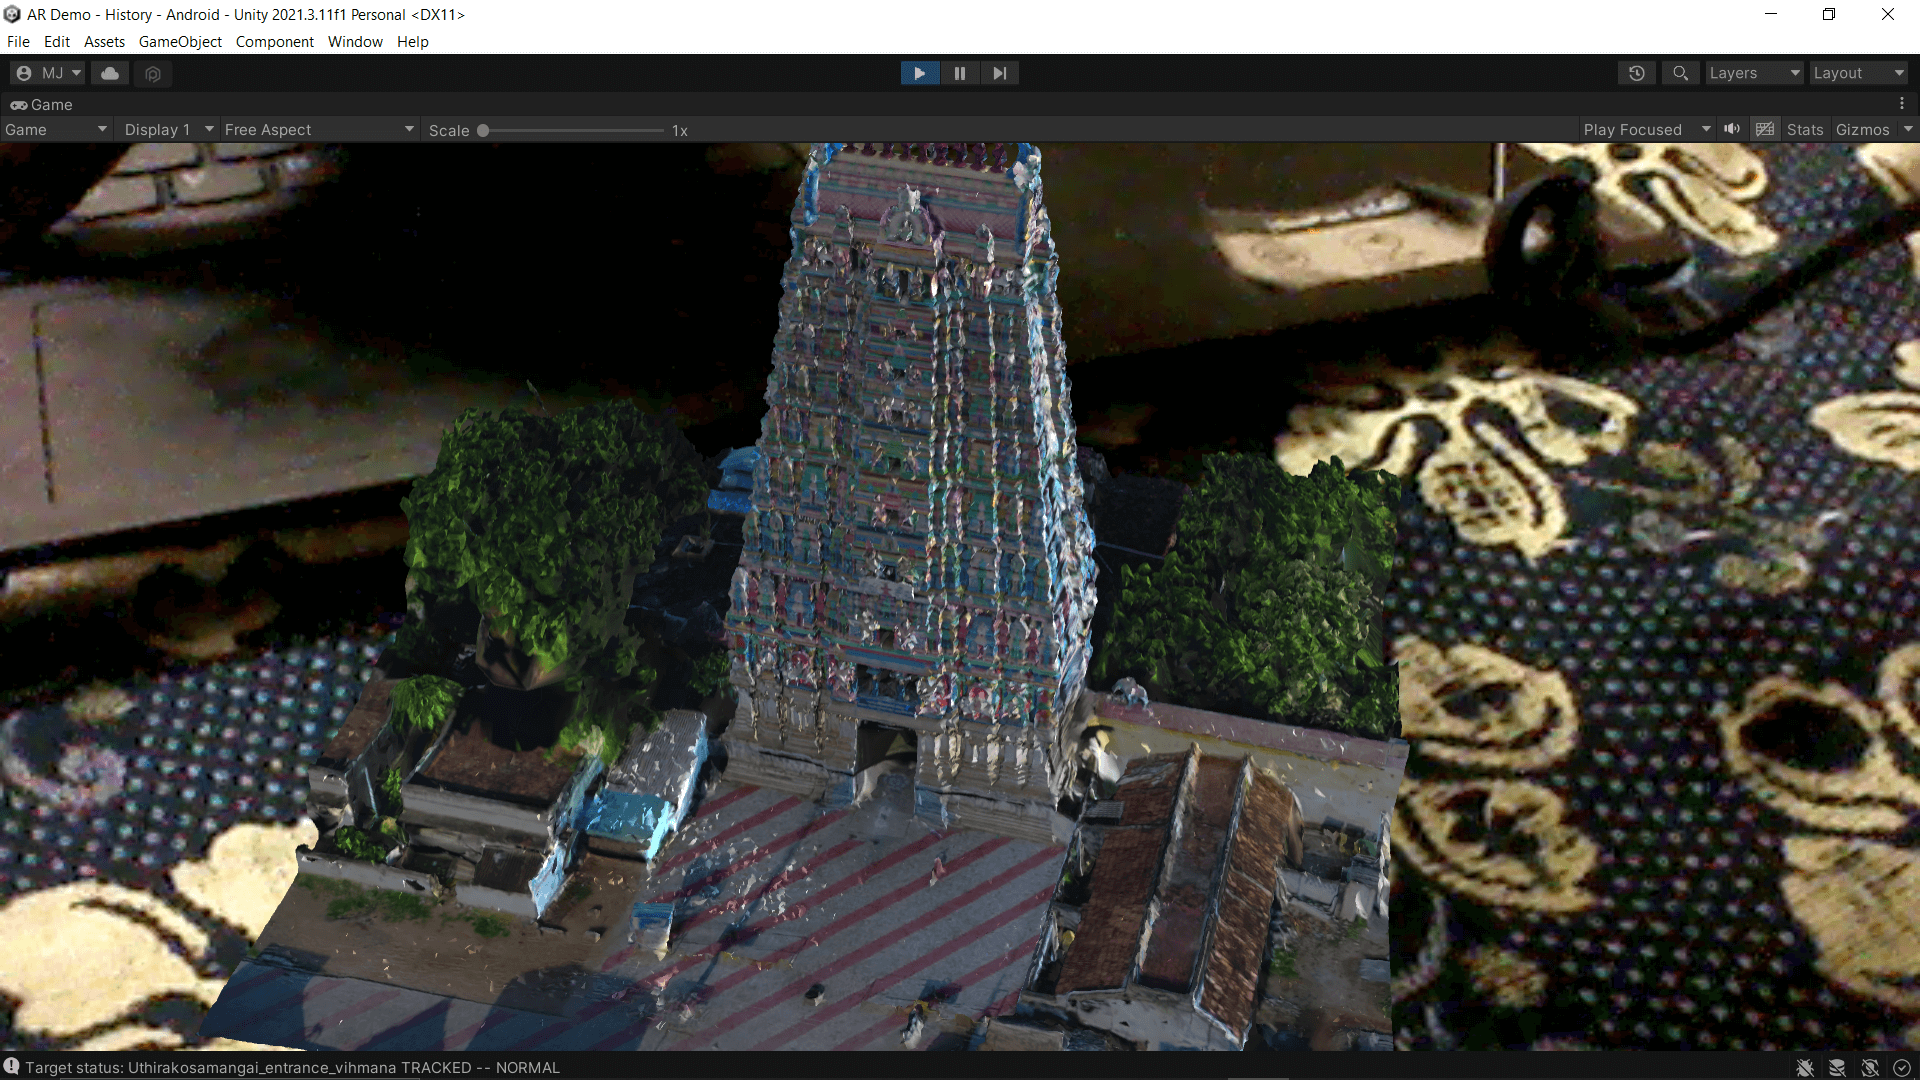 AR Demo - History - Android - Unity 2021.3.11f1 Personal <DX11>
File Edit Assets GameObject Component Window Help
MJ Layers Layout
Game
Game Display 1 Free Aspect Scale 1x Play Focused Stats Gizmos
Target status: Uthirakosamangai_entrance_vihmana TRACKED -- NORMAL